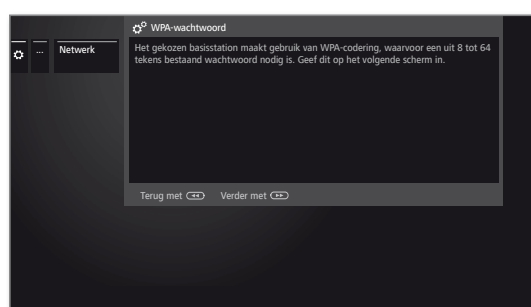 WPA-wachtwoord
... Netwerk
Het gekozen basisstation maakt gebruik van WPA-codering, waarvoor een uit 8 tot 64
tekens bestaand wachtwoord nodig is. Geef dit op het volgende scherm in.
Terug met Verder met